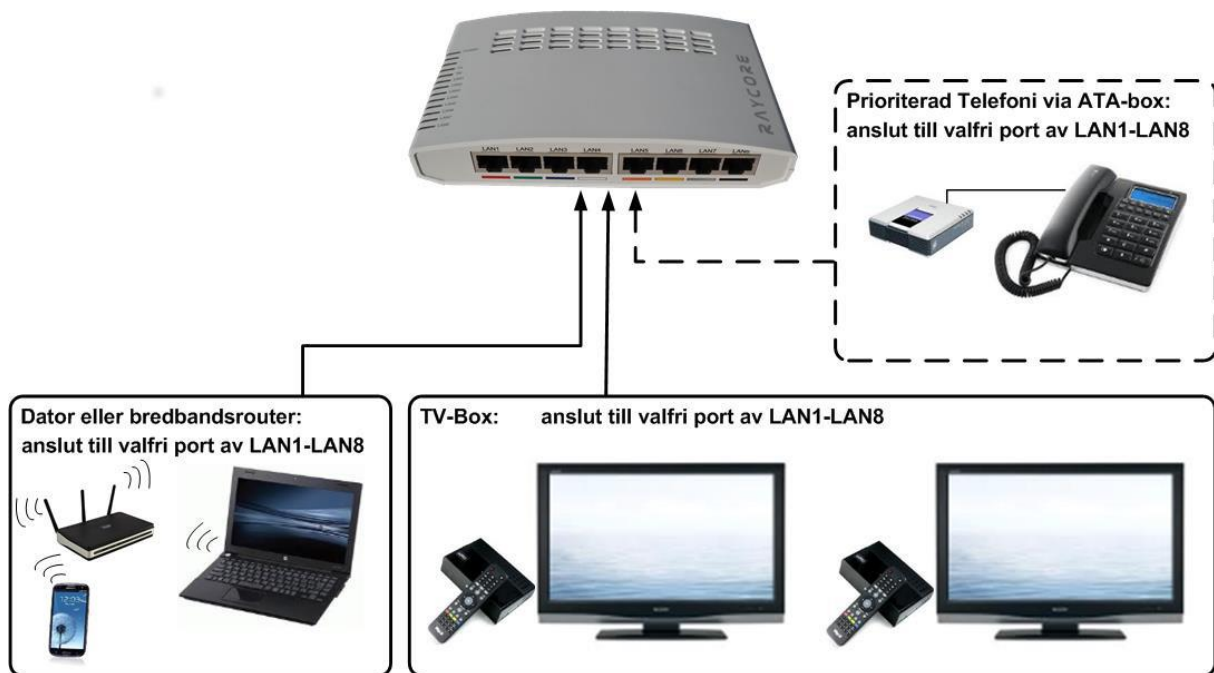 RAYCORE
LAN1 LAN2 LAN3 LAN4 LAN5 LAN6 LAN7 LAN8
Prioriterad Telefoni via ATA-box:
anslut till valfri port av LAN1-LAN8
Dator eller bredbandsrouter:
anslut till valfri port av LAN1-LAN8
TV-Box: anslut till valfri port av LAN1-LAN8